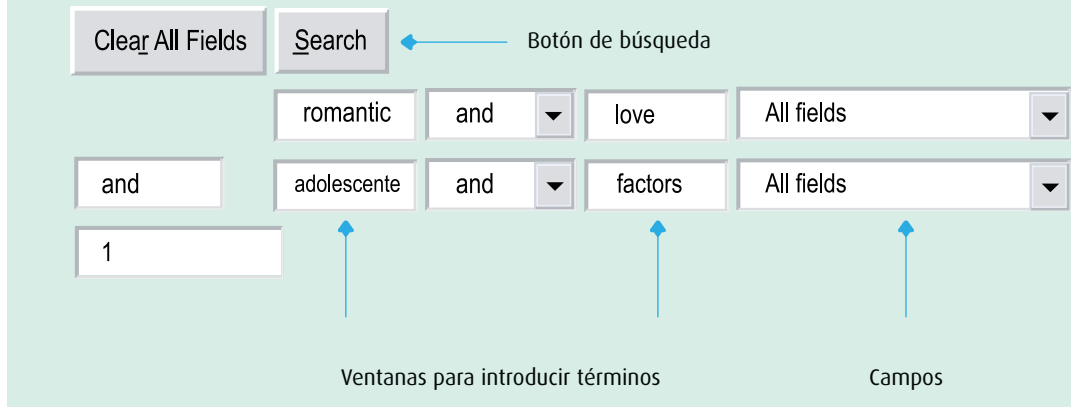 Clear All Fields Search Botón de búsqueda
romantic and love All fields
and adolescente and factors All fields
1
Ventanas para introducir términos Campos